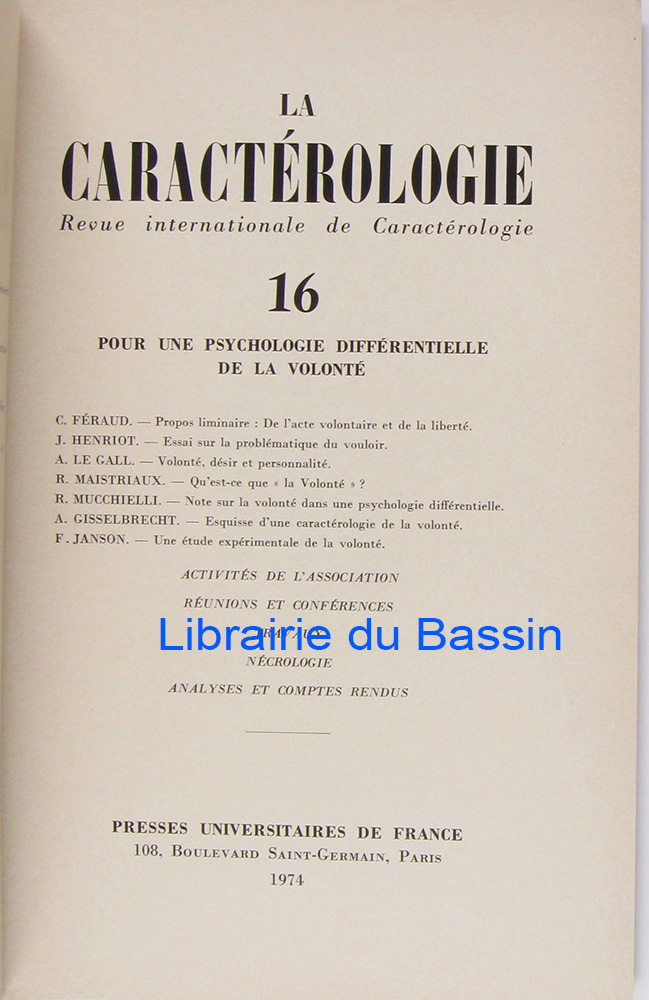 LA
CARACTÉROLOGIE
Revue internationale de Caractérologie
16
POUR UNE PSYCHOLOGIE DIFFÉRENTIELLE
DE LA VOLONTÉ
C. FÉRAUD. — Propos liminaire : De l'acte volontaire et de la liberté.
J. HENRIOT. — Essai sur la problématique du vouloir.
A. LE GALL. — Volonté, désir et personnalité.
R. MAISTRIAUX. — Qu'est-ce que « la Volonté » ?
R. MUCCHIELLI. — Note sur la volonté dans une psychologie différentielle.
A. GISSELBRECHT. — Esquisse d'une caractérologie de la volonté.
F. JANSON. — Une étude expérimentale de la volonté.
ACTIVITÉS DE L'ASSOCIATION
RÉUNIONS ET CONFÉRENCES
TRAVAUX
Librairie du Bassin
NÉCROLOGIE
ANALYSES ET COMPTES RENDUS
PRESSES UNIVERSITAIRES DE FRANCE
108, BOULEVARD SAINT-GERMAIN, PARIS
1974